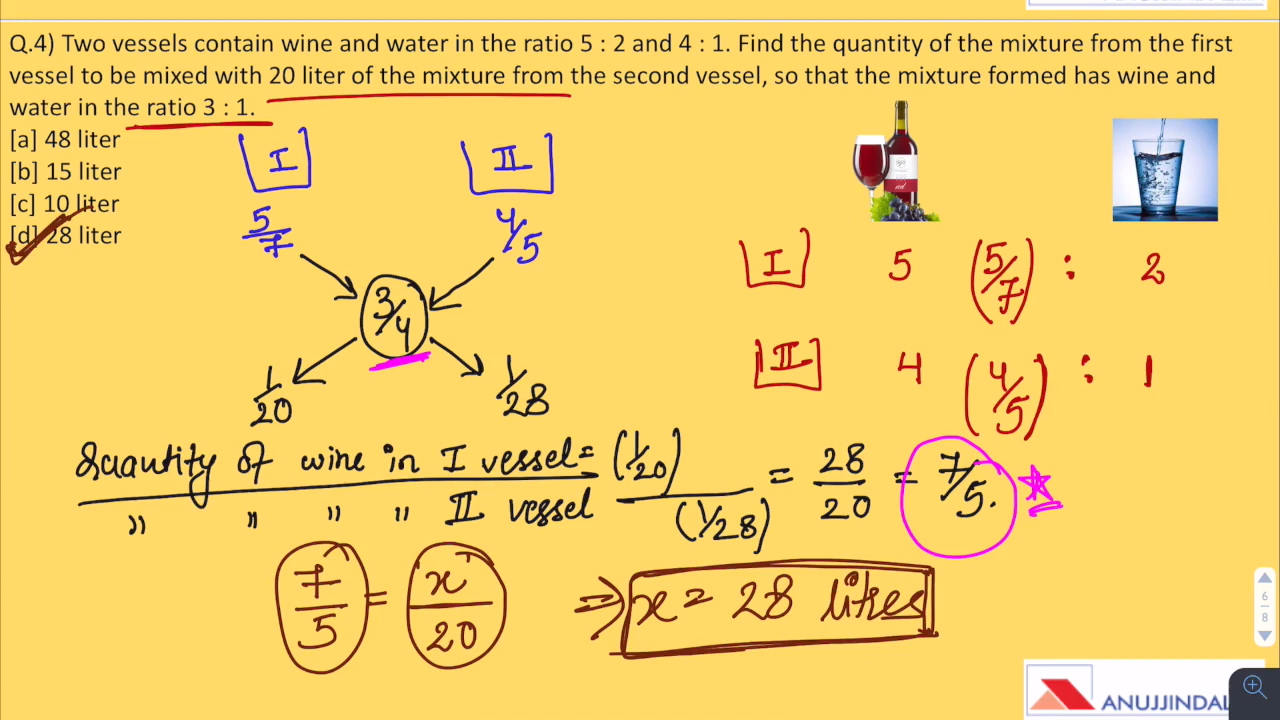 Q.4) Two vessels contain wine and water in the ratio 5 : 2 and 4 : 1. Find the quantity of the mixture from the first
vessel to be mixed with 20 liter of the mixture from the second vessel, so that the mixture formed has wine and
water in the ratio 3 : 1.
[a] 48 liter
[b] 15 liter
[c] 10 liter
[d] 28 liter
I II
5/7 4/5
3/4
1/20 1/28
I 5 (5/7) : 2
II 4 (4/5) : 1
Quantity of wine in I vessel = (1/20)
" " " " II vessel (1/28)
= 28/20 = 7/5.
7/5 = x/20 ⇒ x = 28 litres
6
8
ANUJJINDAL